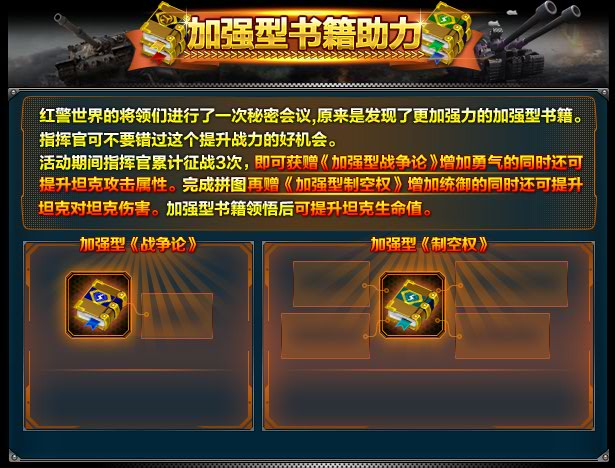 加强型书籍助力
红警世界的将领们进行了一次秘密会议,原来是发现了更加强力的加强型书籍。
指挥官可不要错过这个提升战力的好机会。
活动期间指挥官累计征战3次，即可获赠《加强型战争论》增加勇气的同时还可
提升坦克攻击属性。完成拼图再赠《加强型制空权》增加统御的同时还可提升
坦克对坦克伤害。加强型书籍领悟后可提升坦克生命值。
加强型《战争论》
加强型《制空权》